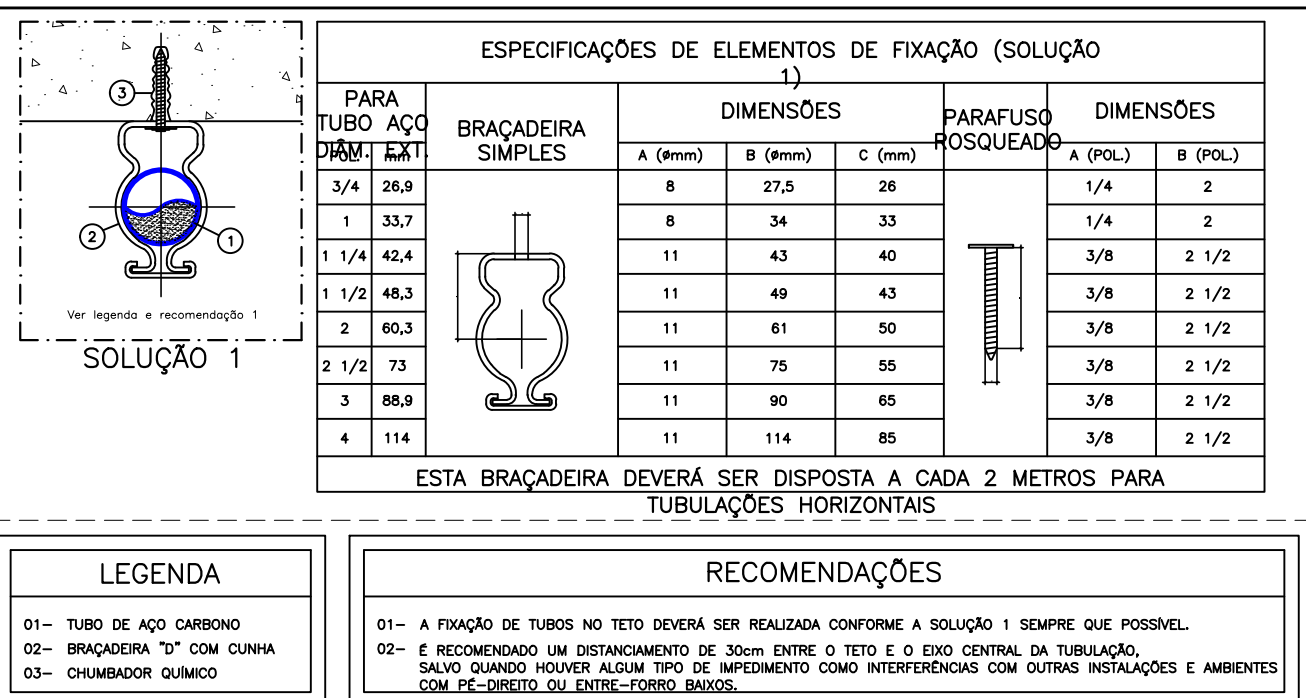 3
2
1
Ver legenda e recomendação 1
SOLUÇÃO 1
ESPECIFICAÇÕES DE ELEMENTOS DE FIXAÇÃO (SOLUÇÃO
1)
PARA
TUBO AÇO
DIÂM. EXT.
BRAÇADEIRA
SIMPLES
DIMENSÕES
PARAFUSO
ROSQUEADO
DIMENSÕES
POL. mm A (ømm) B (ømm) C (mm) A (POL.) B (POL.)
3/4 26,9 8 27,5 26 1/4 2
1 33,7 8 34 33 1/4 2
1 1/4 42,4 11 43 40 3/8 2 1/2
1 1/2 48,3 11 49 43 3/8 2 1/2
2 60,3 11 61 50 3/8 2 1/2
2 1/2 73 11 75 55 3/8 2 1/2
3 88,9 11 90 65 3/8 2 1/2
4 114 11 114 85 3/8 2 1/2
ESTA BRAÇADEIRA DEVERÁ SER DISPOSTA A CADA 2 METROS PARA
TUBULAÇÕES HORIZONTAIS
LEGENDA
01- TUBO DE AÇO CARBONO
02- BRAÇADEIRA "D" COM CUNHA
03- CHUMBADOR QUÍMICO
RECOMENDAÇÕES
01- A FIXAÇÃO DE TUBOS NO TETO DEVERÁ SER REALIZADA CONFORME A SOLUÇÃO 1 SEMPRE QUE POSSÍVEL.
02- É RECOMENDADO UM DISTANCIAMENTO DE 30cm ENTRE O TETO E O EIXO CENTRAL DA TUBULAÇÃO,
SALVO QUANDO HOUVER ALGUM TIPO DE IMPEDIMENTO COMO INTERFERÊNCIAS COM OUTRAS INSTALAÇÕES E AMBIENTES
COM PÉ-DIREITO OU ENTRE-FORRO BAIXOS.